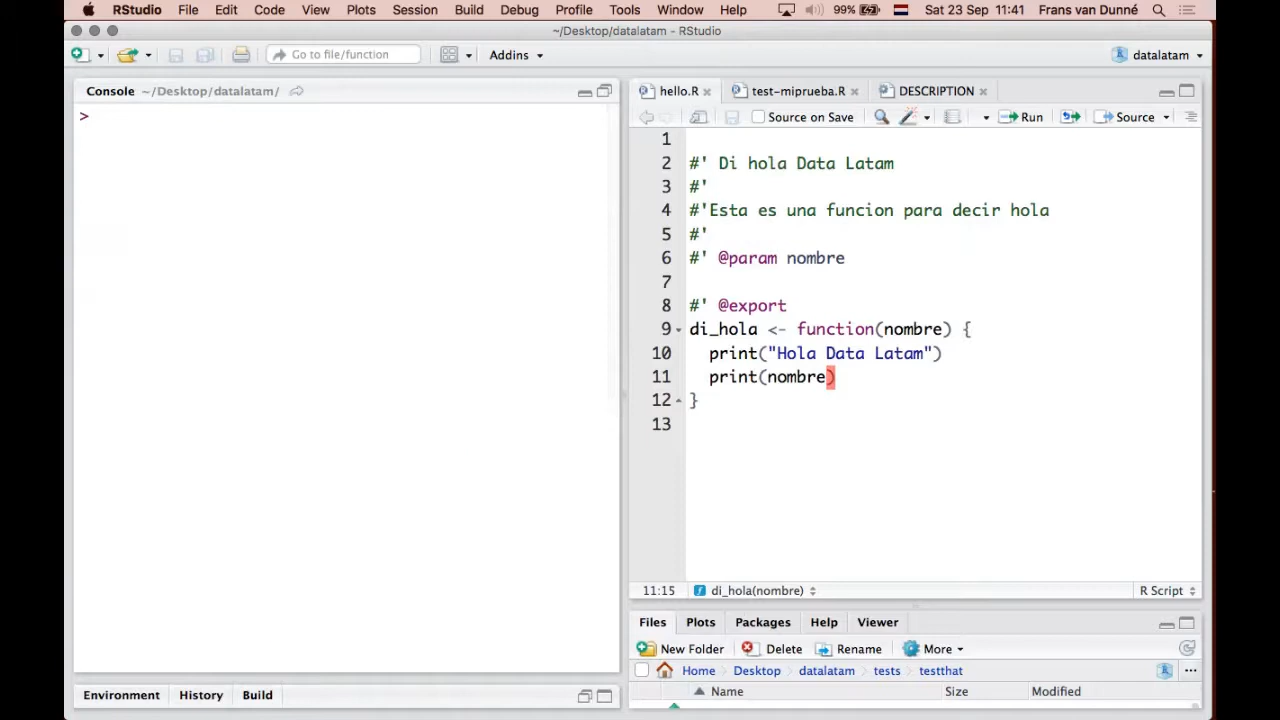 RStudio File Edit Code View Plots Session Build Debug Profile Tools Window Help 99% Sat 23 Sep 11:41 Frans van Dunné
~/Desktop/datalatam - RStudio
Go to file/function Addins datalatam
Console ~/Desktop/datalatam/
>
Environment History Build
hello.R test-miprueba.R DESCRIPTION
Source on Save Run Source
1
2 #' Di hola Data Latam
3 #'
4 #'Esta es una funcion para decir hola
5 #'
6 #' @param nombre
7
8 #' @export
9 di_hola <- function(nombre) {
10 print("Hola Data Latam")
11 print(nombre)
12 }
13
11:15 di_hola(nombre) R Script
Files Plots Packages Help Viewer
New Folder Delete Rename More
Home Desktop datalatam tests testthat ...
Name Size Modified